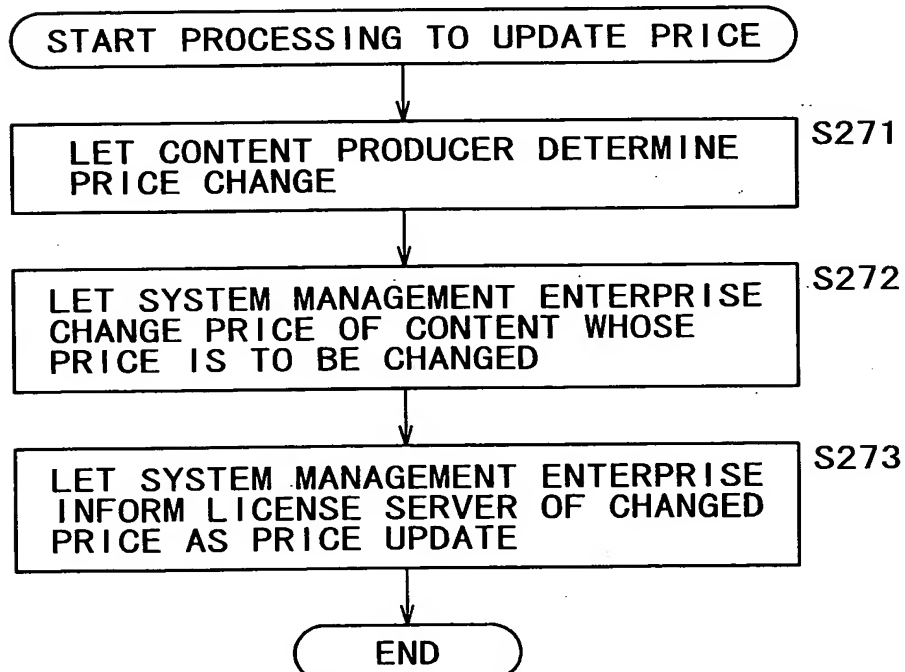 START PROCESSING TO UPDATE PRICE
LET CONTENT PRODUCER DETERMINE
PRICE CHANGE
S271
LET SYSTEM MANAGEMENT ENTERPRISE
CHANGE PRICE OF CONTENT WHOSE
PRICE IS TO BE CHANGED
S272
LET SYSTEM MANAGEMENT ENTERPRISE
INFORM LICENSE SERVER OF CHANGED
PRICE AS PRICE UPDATE
S273
END